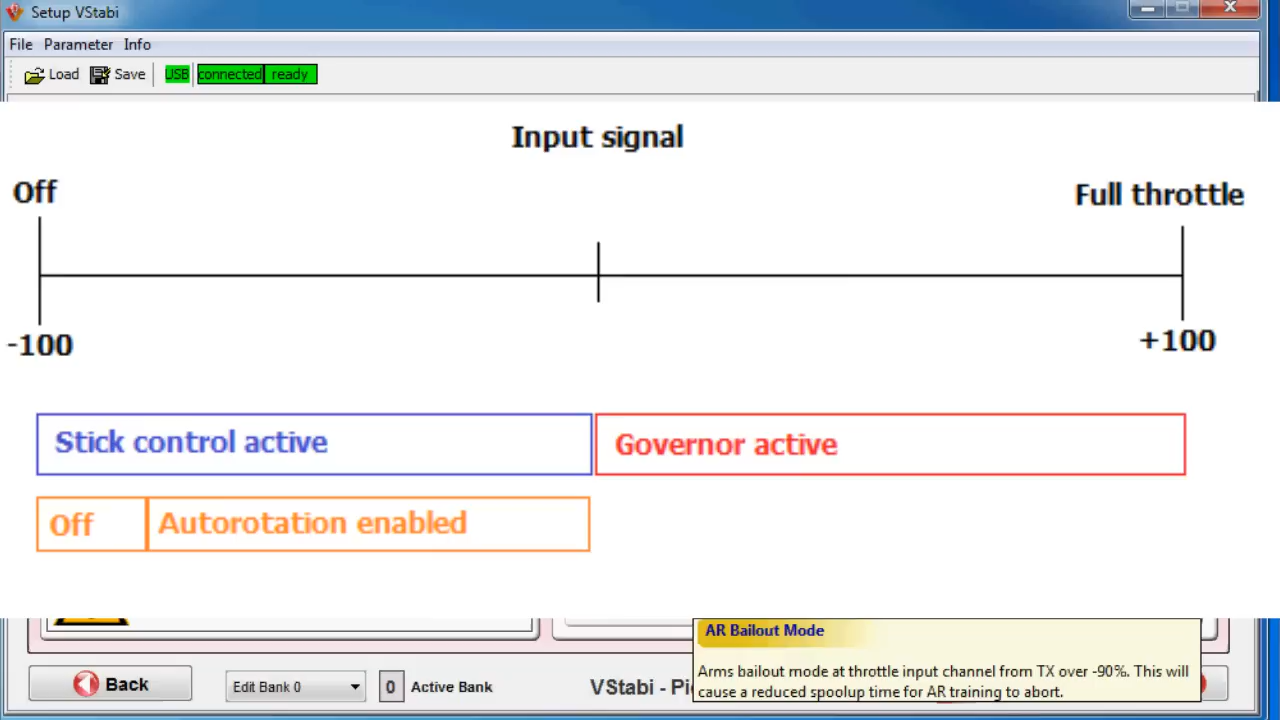 Setup VStabi
File Parameter Info
Load Save USB connected ready
Input signal
Off
Full throttle
-100
+100
Stick control active
Governor active
Off
Autorotation enabled
AR Bailout Mode
Arms bailout mode at throttle input channel from TX over -90%. This will
cause a reduced spoolup time for AR training to abort.
Back
Edit Bank 0
0 Active Bank
VStabi -